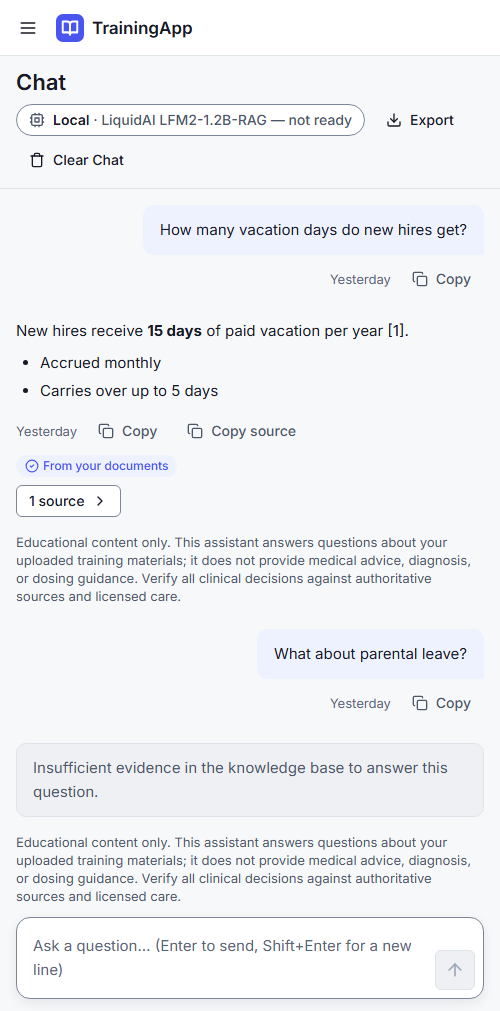 TrainingApp
Chat
Local · LiquidAI LFM2-1.2B-RAG — not ready
Export
Clear Chat
How many vacation days do new hires get?
Yesterday
Copy
New hires receive 15 days of paid vacation per year [1].
• Accrued monthly
• Carries over up to 5 days
Yesterday
Copy
Copy source
From your documents
1 source
Educational content only. This assistant answers questions about your
uploaded training materials; it does not provide medical advice, diagnosis,
or dosing guidance. Verify all clinical decisions against authoritative
sources and licensed care.
What about parental leave?
Yesterday
Copy
Insufficient evidence in the knowledge base to answer this
question.
Educational content only. This assistant answers questions about your
uploaded training materials; it does not provide medical advice, diagnosis,
or dosing guidance. Verify all clinical decisions against authoritative
sources and licensed care.
Ask a question... (Enter to send, Shift+Enter for a new
line)